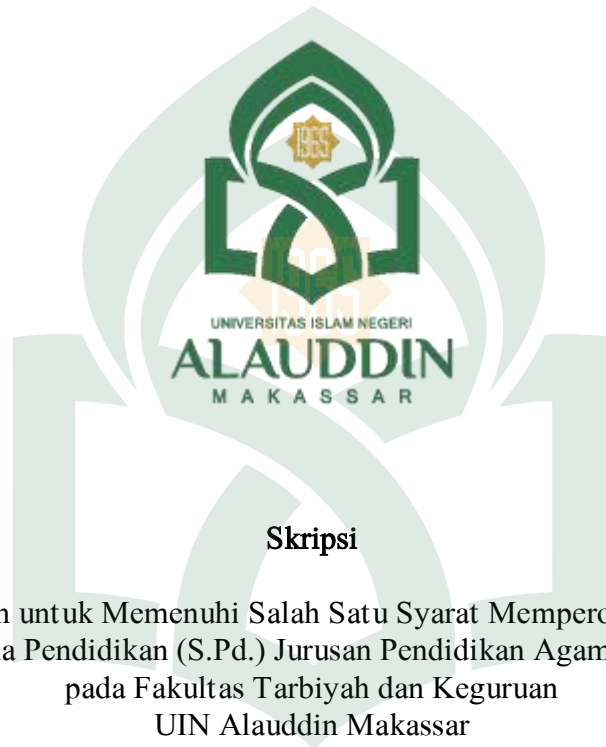 1965
UNIVERSITAS ISLAM NEGERI
ALAUDDIN
MAKASSAR
Skripsi
untuk Memenuhi Salah Satu Syarat
Pendidikan (S.Pd.) Jurusan Pendidikan
pada Fakultas Tarbiyah dan Keguruan
UIN Alauddin Makassar